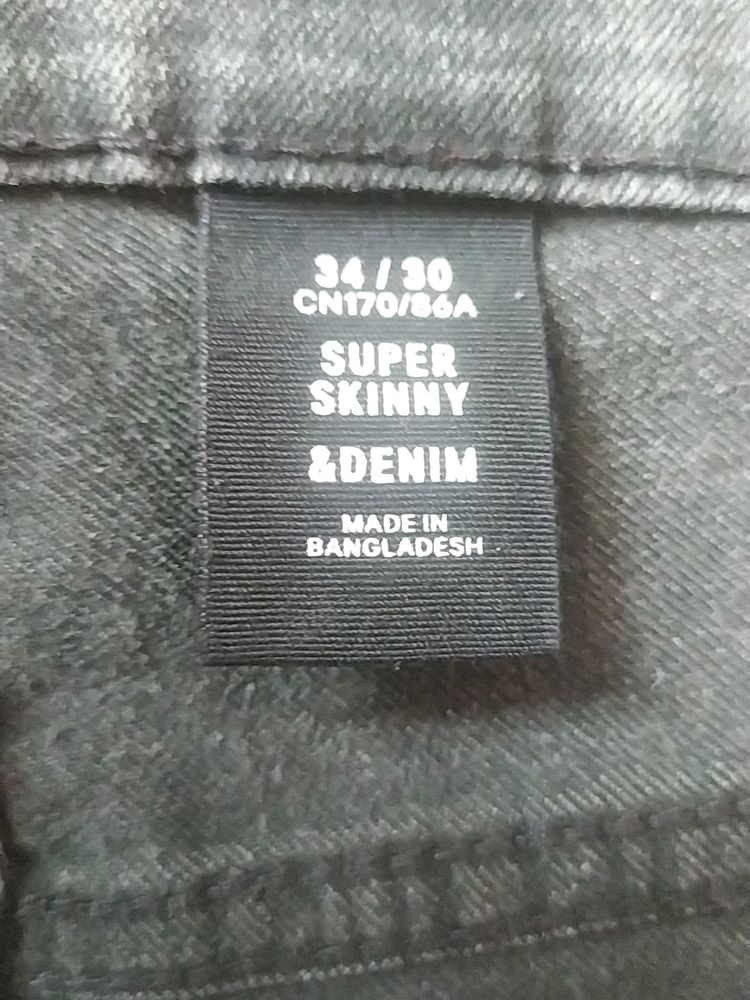 34 / 30
CN170/86A
SUPER
SKINNY
&DENIM
MADE IN
BANGLADESH